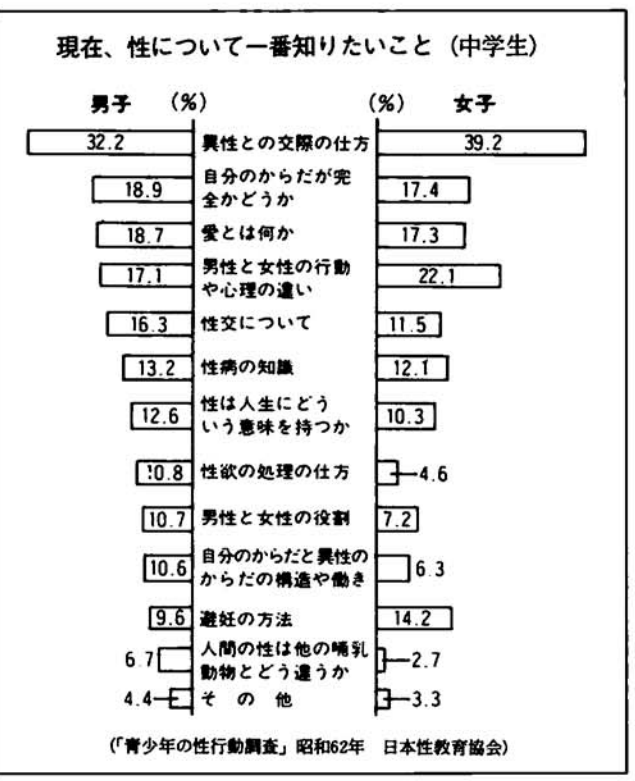 現在、性について一番知りたいこと（中学生）
男子 （%） （%） 女子
32.2 異性との交際の仕方 39.2
自分のからだが完
18.9 全かどうか 17.4
18.7 愛とは何か 17.3
男性と女性の行動
17.1 や心理の違い 22.1
16.3 性交について 11.5
13.2 性病の知識 12.1
性は人生にどう
12.6 いう意味を持つか 10.3
10.8 性欲の処理の仕方 4.6
10.7 男性と女性の役割 7.2
自分のからだと異性の
10.6 からだの構造や働き 6.3
9.6 避妊の方法 14.2
人間の性は他の哺乳
6.7 動物とどう違うか 2.7
4.4 その他 3.3
（「青少年の性行動調査」昭和62年 日本性教育協会）